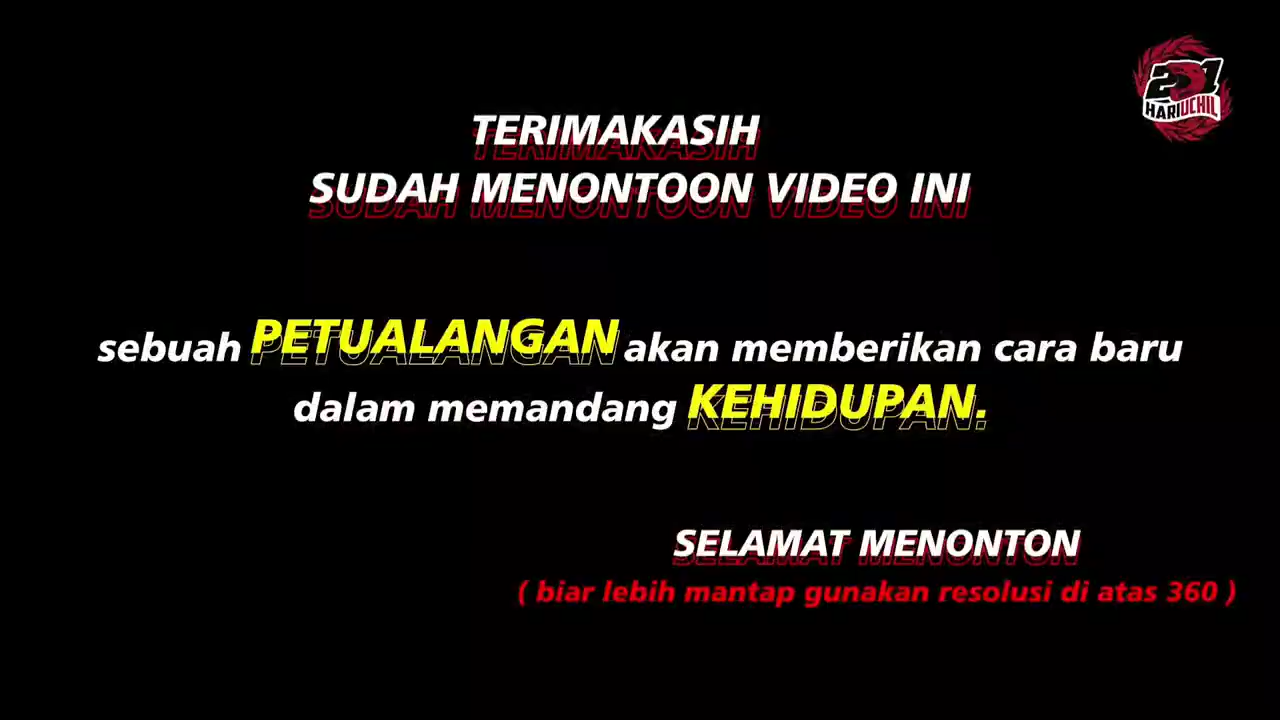 TERIMAKASIH
SUDAH MENONTOON VIDEO INI
sebuah PETUALANGAN akan memberikan cara baru
dalam memandang KEHIDUPAN.
SELAMAT MENONTON
( biar lebih mantap gunakan resolusi di atas 360 )
HARIUCHIL